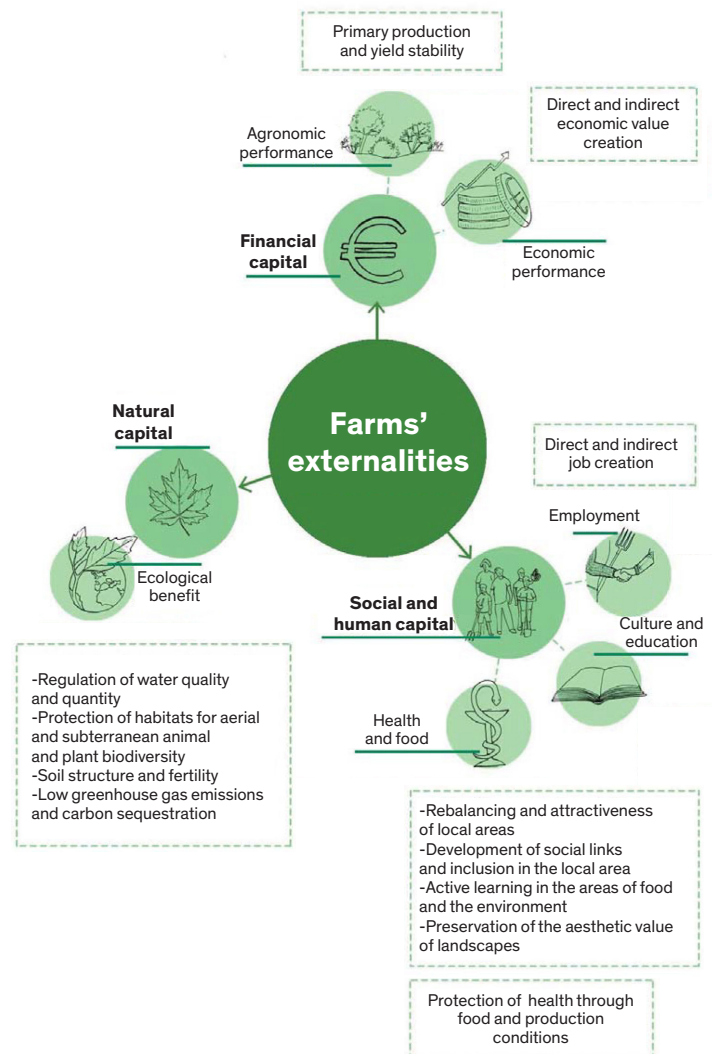 Primary production
and yield stability
Direct and indirect
economic value
creation
Agronomic
performance
Financial
capital
Economic
performance
Farms’
externalities
Natural
capital
Ecological
benefit
-Regulation of water quality
and quantity
-Protection of habitats for aerial
and subterranean animal
and plant biodiversity
-Soil structure and fertility
-Low greenhouse gas emissions
and carbon sequestration
Direct and indirect
job creation
Employment
Social and
human capital
Culture and
education
Health
and food
-Rebalancing and attractiveness
of local areas
-Development of social links
and inclusion in the local area
-Active learning in the areas of food
and the environment
-Preservation of the aesthetic value
of landscapes
Protection of health through
food and production
conditions